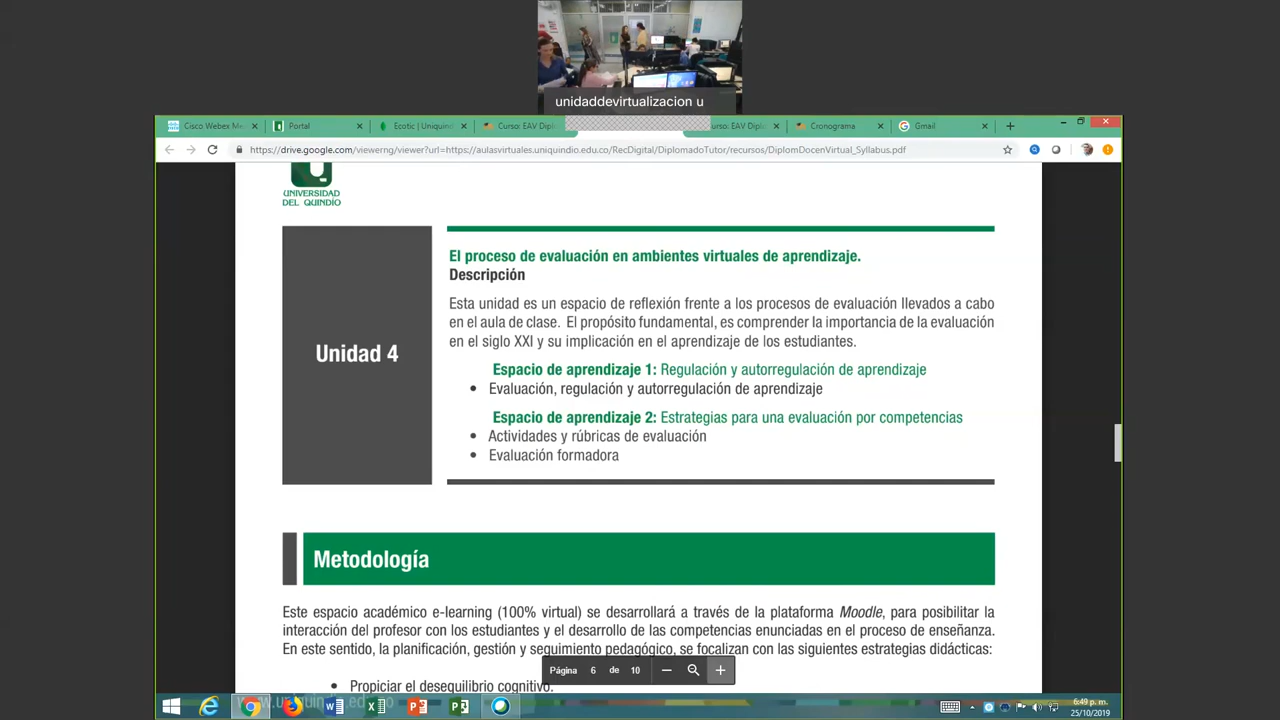 unidaddevirtualizacion u
Cisco Webex Me
Portal
Ecotic | Uniquind
Curso: EAV Diplo
urso: EAV Diplo
Cronograma
Gmail
https://drive.google.com/viewerng/viewer?url=https://aulasvirtuales.uniquindio.edu.co/RecDigital/DiplomadoTutor/recursos/DiplomDocenVirtual_Syllabus.pdf
UNIVERSIDAD
DEL QUINDÍO
Unidad 4
El proceso de evaluación en ambientes virtuales de aprendizaje.
Descripción
Esta unidad es un espacio de reflexión frente a los procesos de evaluación llevados a cabo
en el aula de clase. El propósito fundamental, es comprender la importancia de la evaluación
en el siglo XXI y su implicación en el aprendizaje de los estudiantes.
Espacio de aprendizaje 1: Regulación y autorregulación de aprendizaje
• Evaluación, regulación y autorregulación de aprendizaje
Espacio de aprendizaje 2: Estrategias para una evaluación por competencias
• Actividades y rúbricas de evaluación
• Evaluación formadora
Metodología
Este espacio académico e-learning (100% virtual) se desarrollará a través de la plataforma Moodle, para posibilitar la
interacción del profesor con los estudiantes y el desarrollo de las competencias enunciadas en el proceso de enseñanza.
En este sentido, la planificación, gestión y seguimiento pedagógico, se focalizan con las siguientes estrategias didácticas:
Página 6 de 10
• Propiciar el desequilibrio cognitivo.
6:49 p. m.
25/10/2019